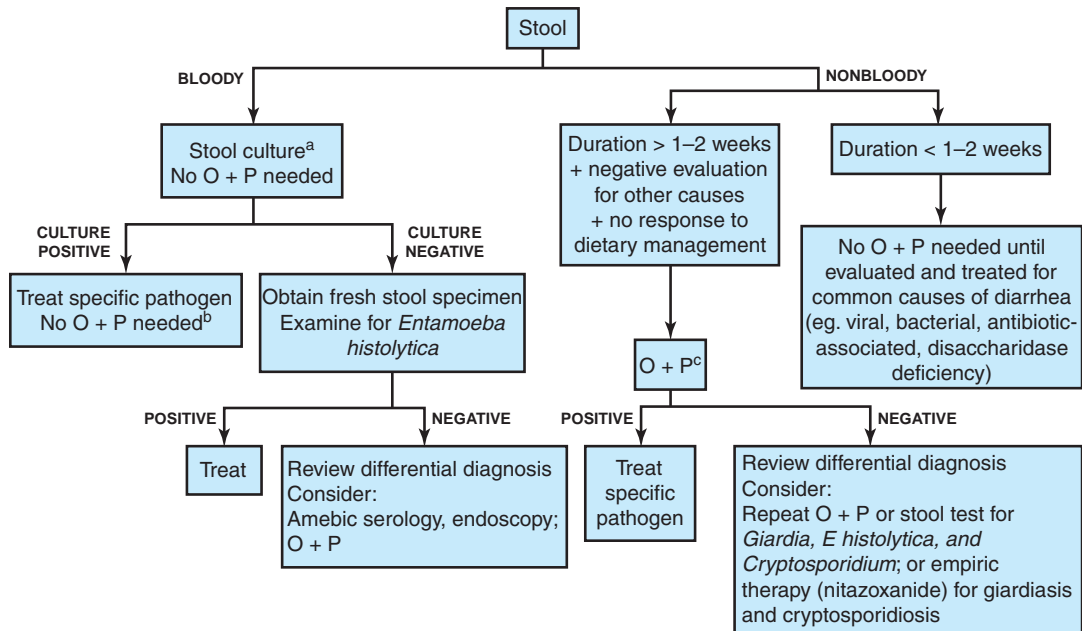 Stool
BLOODY
NONBLOODY
Stool cultureᵃ
No O + P needed
Duration > 1–2 weeks
+ negative evaluation
for other causes
+ no response to
dietary management
Duration < 1–2 weeks
CULTURE
POSITIVE
CULTURE
NEGATIVE
Treat specific pathogen
No O + P neededᵇ
Obtain fresh stool specimen
Examine for Entamoeba
histolytica
No O + P needed until
evaluated and treated for
common causes of diarrhea
(eg. viral, bacterial, antibiotic-
associated, disaccharidase
deficiency)
O + Pᶜ
POSITIVE
NEGATIVE
POSITIVE
NEGATIVE
Treat
Review differential diagnosis
Consider:
Amebic serology, endoscopy;
O + P
Treat
specific
pathogen
Review differential diagnosis
Consider:
Repeat O + P or stool test for
Giardia, E histolytica, and
Cryptosporidium; or empiric
therapy (nitazoxanide) for giardiasis
and cryptosporidiosis